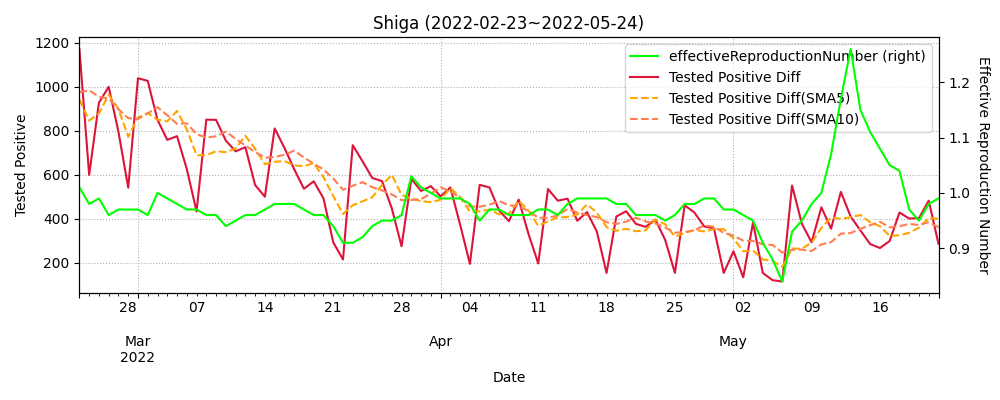 Shiga (2022-02-23~2022-05-24)
effectiveReproductionNumber (right)
Tested Positive Diff
Tested Positive Diff(SMA5)
Tested Positive Diff(SMA10)
Tested Positive
1200
1000
800
600
400
200
Effective Reproduction Number
1.2
1.1
1.0
0.9
28 07 14 21 28 04 11 18 25 02 09 16
Mar Apr May
2022
Date